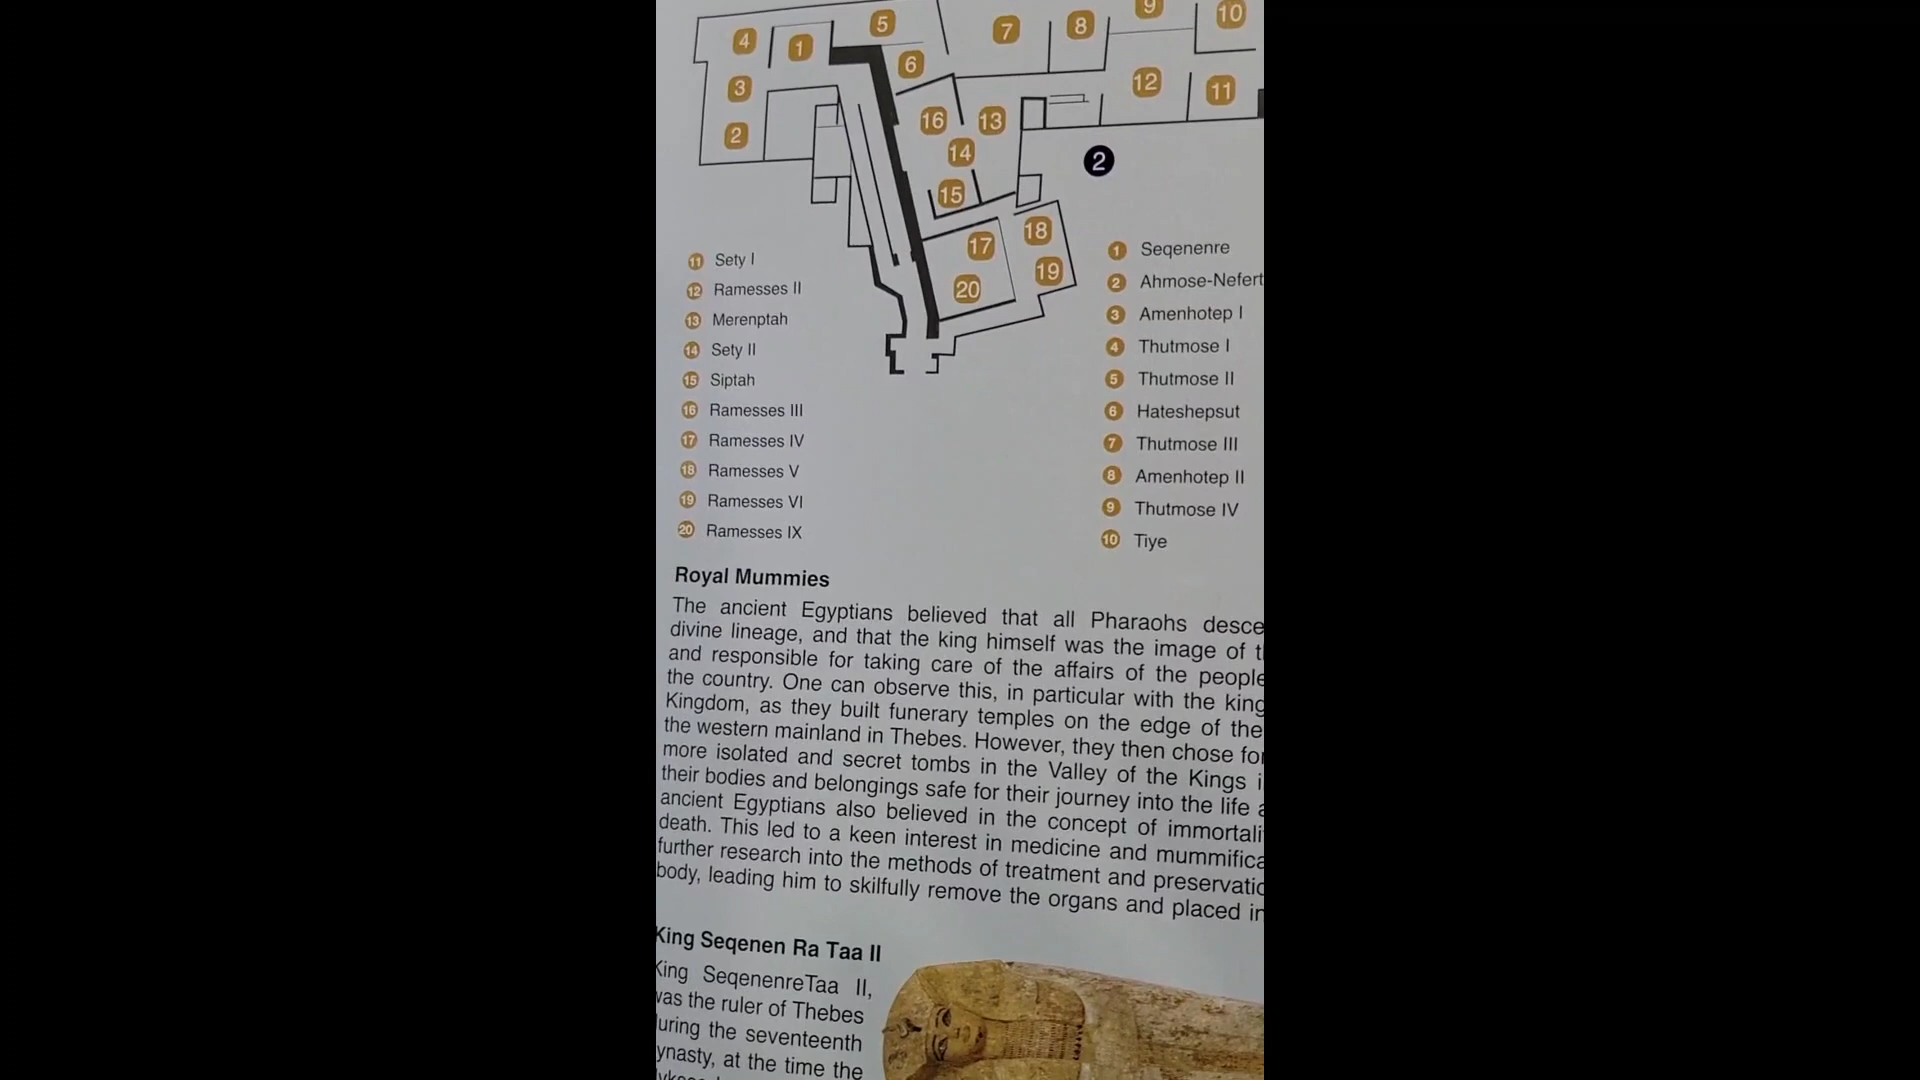 5
9
10
4
1
7
8
6
3
12
11
16
13
2
14
2
15
18
17
19
20
11 Sety I
12 Ramesses II
13 Merenptah
14 Sety II
15 Siptah
16 Ramesses III
17 Ramesses IV
18 Ramesses V
19 Ramesses VI
20 Ramesses IX
1 Seqenenre
2 Ahmose-Nefert
3 Amenhotep I
4 Thutmose I
5 Thutmose II
6 Hateshepsut
7 Thutmose III
8 Amenhotep II
9 Thutmose IV
10 Tiye
Royal Mummies
The ancient Egyptians believed that all Pharaohs desce
divine lineage, and that the king himself was the image of t
and responsible for taking care of the affairs of the people
the country. One can observe this, in particular with the king
Kingdom, as they built funerary temples on the edge of the
the western mainland in Thebes. However, they then chose for
more isolated and secret tombs in the Valley of the Kings i
their bodies and belongings safe for their journey into the life a
ancient Egyptians also believed in the concept of immortali
death. This led to a keen interest in medicine and mummifica
further research into the methods of treatment and preservatio
body, leading him to skilfully remove the organs and placed in
King Seqenen Ra Taa II
King SeqenenreTaa II,
was the ruler of Thebes
during the seventeenth
ynasty, at the time the